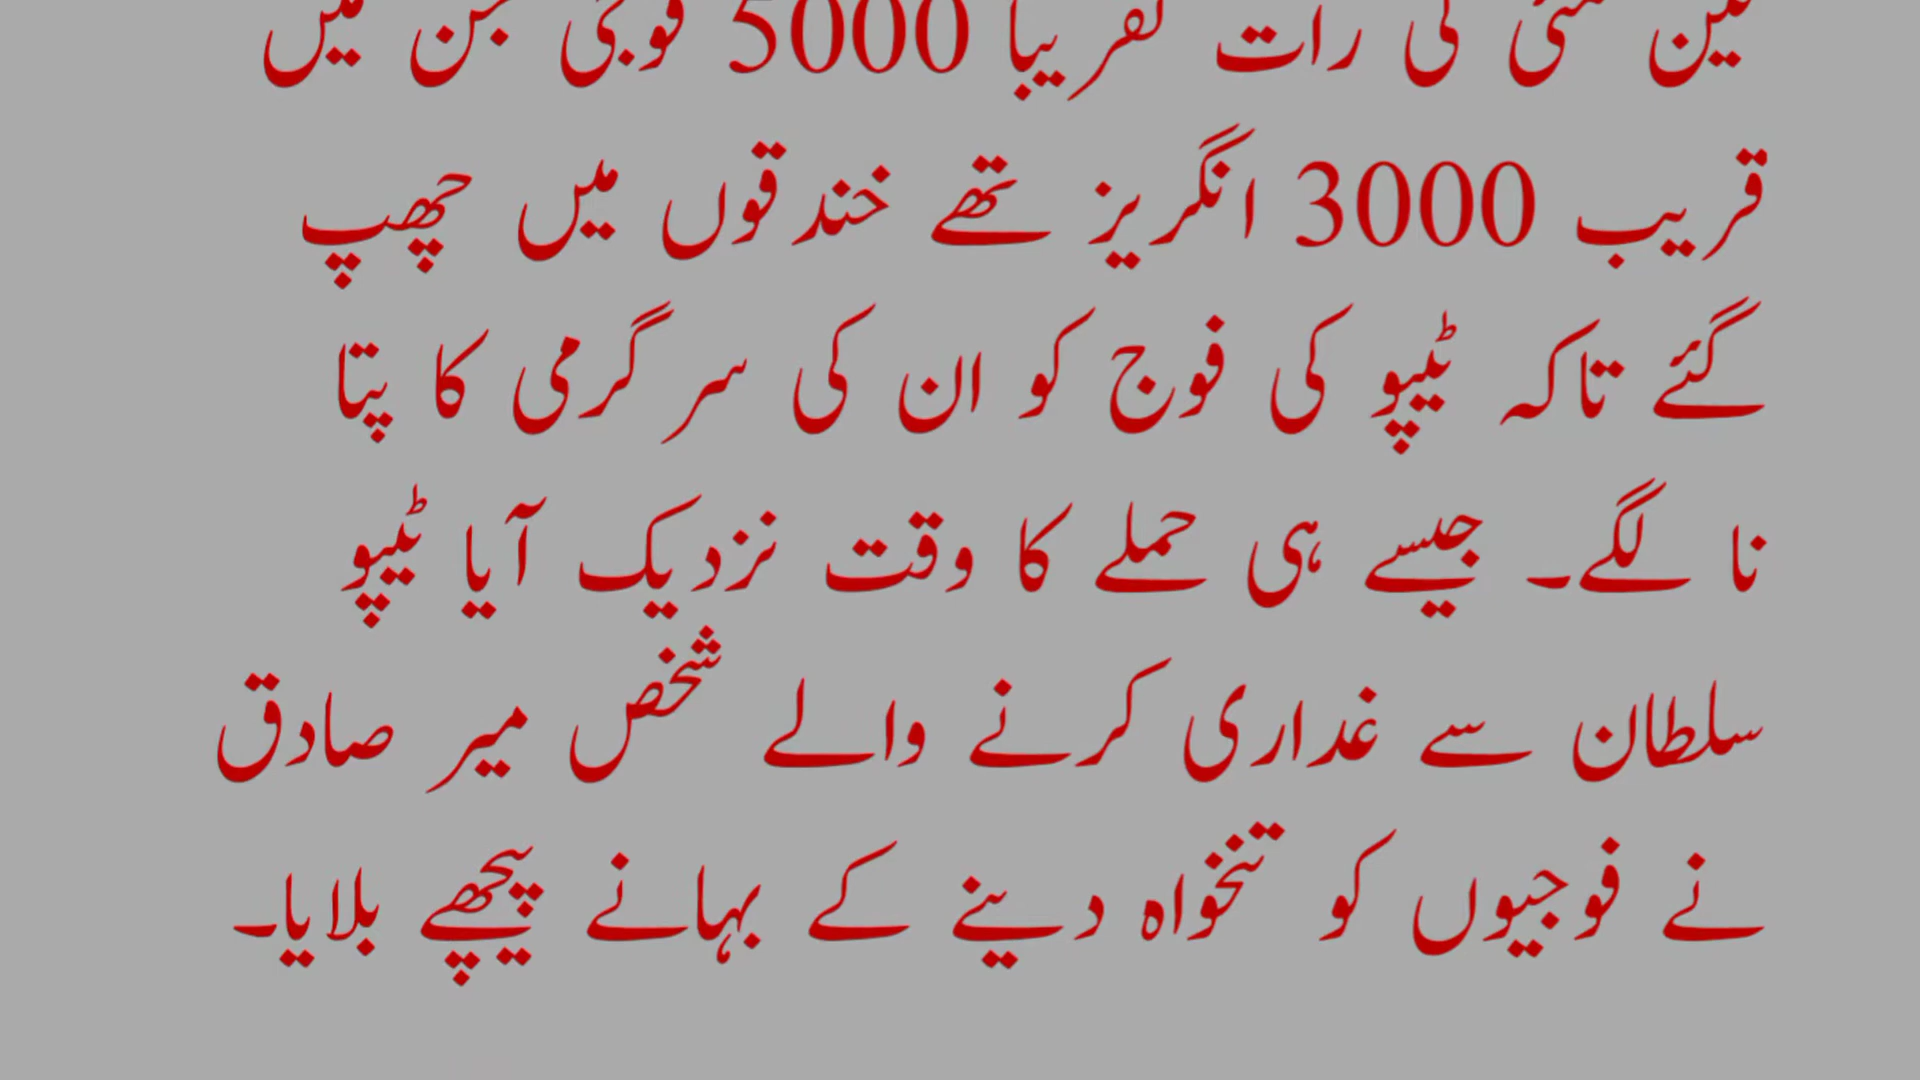 تین مئی کی رات تقریبا 5000 فوجی جن میں
قریب 3000 انگریز تھے خندقوں میں چھپ
گئے تاکہ ٹیپو کی فوج کو ان کی سرگرمی کا پتا
نا لگے۔ جیسے ہی حملے کا وقت نزدیک آیا ٹیپو
سلطان سے غداری کرنے والے شخص میر صادق
نے فوجیوں کو تنخواہ دینے کے بہانے پیچھے بلایا۔